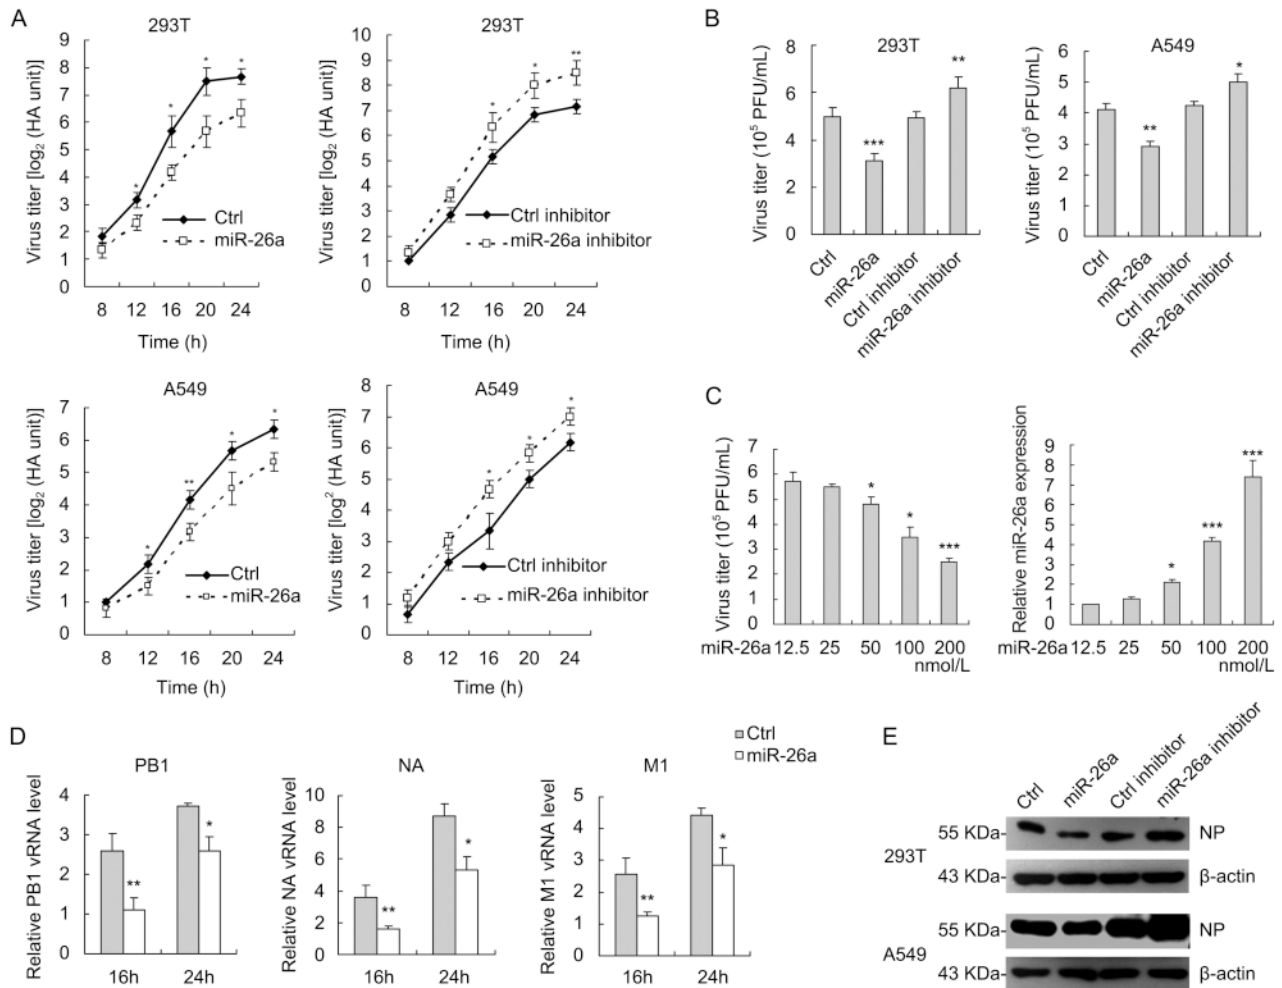 A
293T
Virus titer [log2 (HA unit)]
9
8
7
6
5
4
3
2
1
0
* * * *
Ctrl
miR-26a
8 12 16 20 24
Time (h)
293T
Virus titer [log2 (HA unit)]
10
9
8
7
6
5
4
3
2
1
0
* * **
Ctrl inhibitor
miR-26a inhibitor
8 12 16 20 24
Time (h)
A549
Virus titer [log2 (HA unit)]
7
6
5
4
3
2
1
0
* ** * *
Ctrl
miR-26a
8 12 16 20 24
Time (h)
A549
Virus titer [log² (HA unit)]
8
7
6
5
4
3
2
1
0
* * *
Ctrl inhibitor
miR-26a inhibitor
8 12 16 20 24
Time (h)
B
293T
Virus titer (10⁵ PFU/mL)
8
6
4
2
0
*** **
Ctrl
miR-26a
Ctrl inhibitor
miR-26a inhibitor
A549
Virus titer (10⁵ PFU/mL)
6
5
4
3
2
1
0
** *
Ctrl
miR-26a
Ctrl inhibitor
miR-26a inhibitor
C
Virus titer (10⁵ PFU/mL)
7
6
5
4
3
2
1
0
* * ***
miR-26a 12.5 25 50 100 200
nmol/L
Relative miR-26a expression
9
8
7
6
5
4
3
2
1
0
* *** ***
miR-26a 12.5 25 50 100 200
nmol/L
D
Ctrl
miR-26a
PB1
Relative PB1 vRNA level
4
3
2
1
0
** *
16h 24h
NA
Relative NA vRNA level
10
8
6
4
2
0
** *
16h 24h
M1
Relative M1 vRNA level
5
4
3
2
1
0
** *
16h 24h
E
Ctrl
miR-26a
Ctrl inhibitor
miR-26a inhibitor
293T
55 KDa- NP
43 KDa- β-actin
A549
55 KDa- NP
43 KDa- β-actin